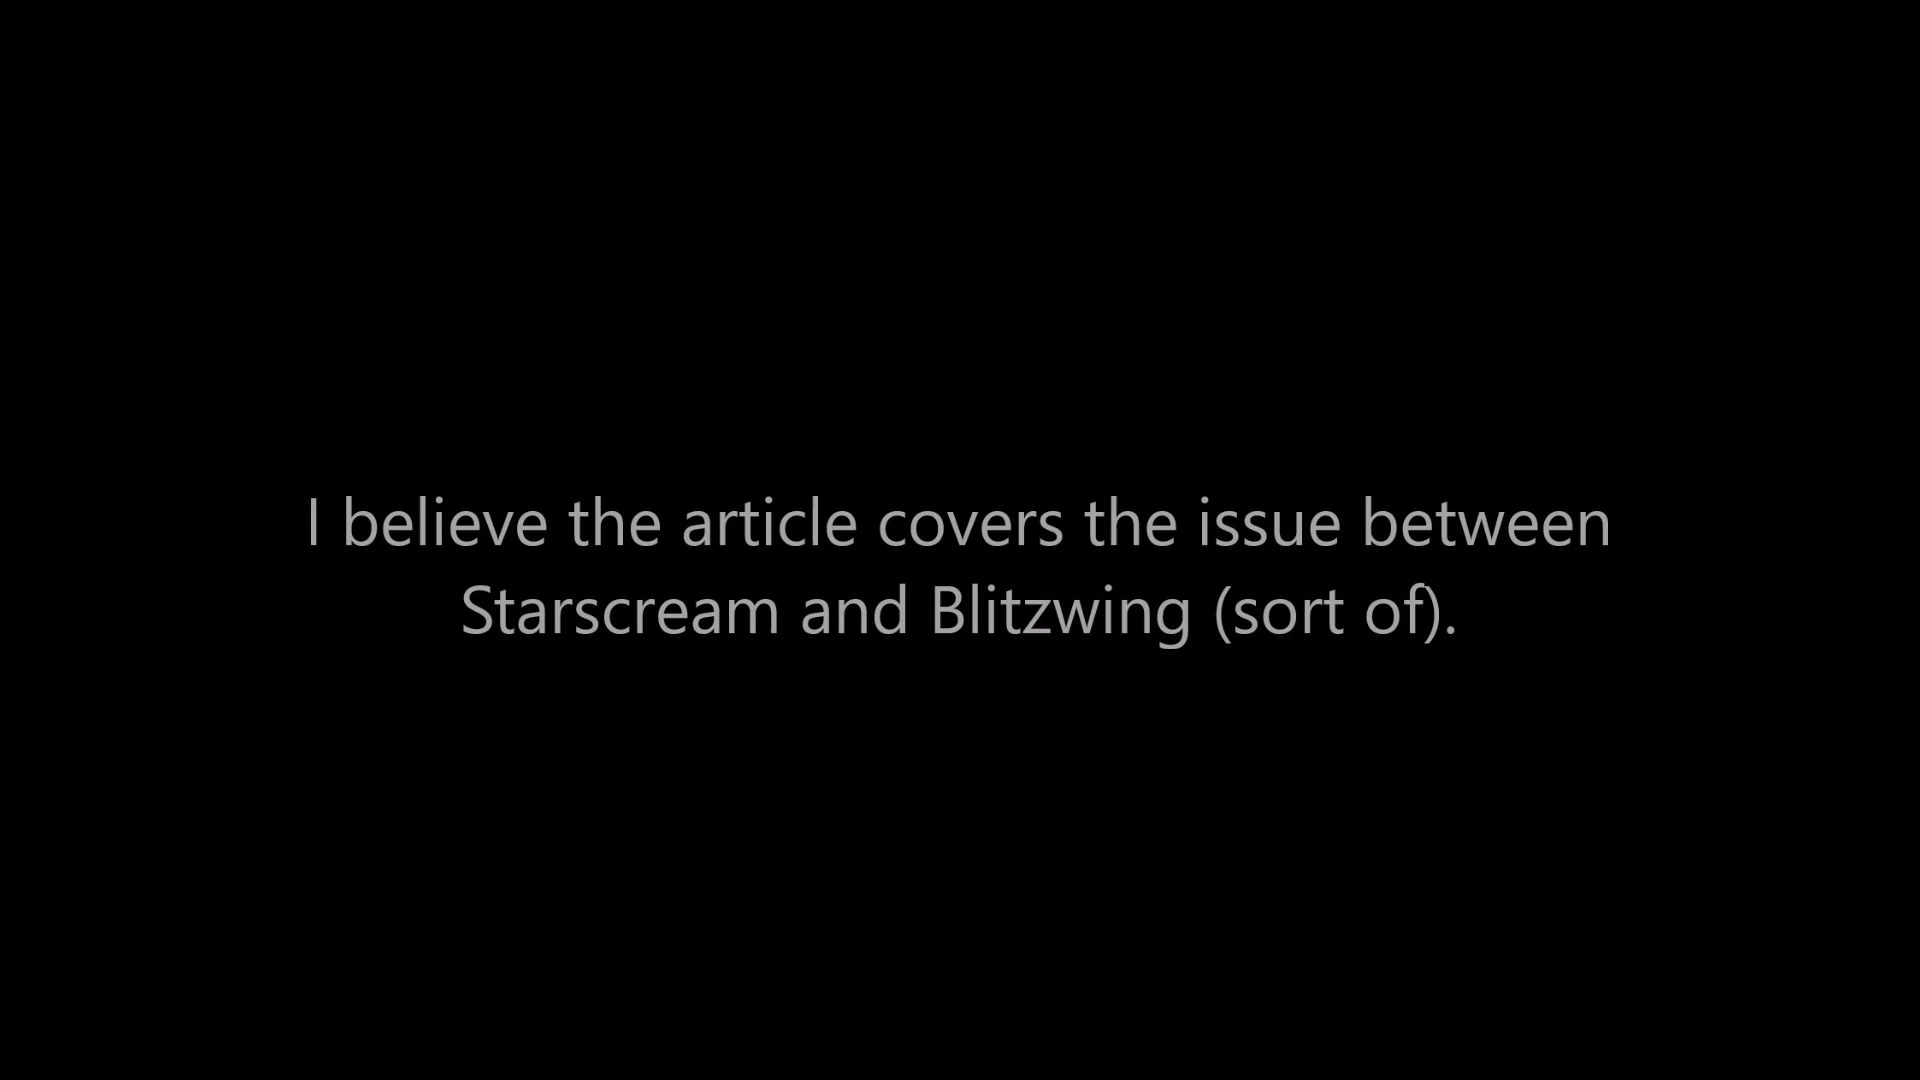 I believe the article covers the issue between
Starscream and Blitzwing (sort of).